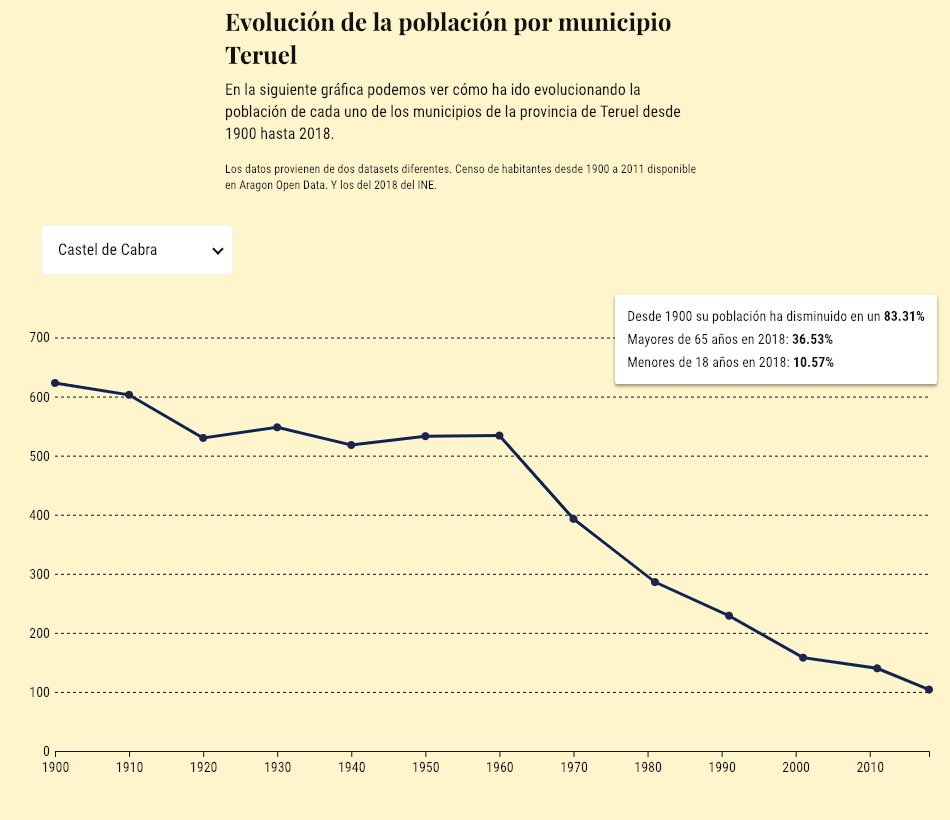 Evolución de la población por municipio
Teruel
En la siguiente gráfica podemos ver cómo ha ido evolucionando la
población de cada uno de los municipios de la provincia de Teruel desde
1900 hasta 2018.
Los datos provienen de dos datasets diferentes. Censo de habitantes desde 1900 a 2011 disponible
en Aragon Open Data. Y los del 2018 del INE.
Castel de Cabra
Desde 1900 su población ha disminuido en un 83.31%
Mayores de 65 años en 2018: 36.53%
Menores de 18 años en 2018: 10.57%
700
600
500
400
300
200
100
0
1900 1910 1920 1930 1940 1950 1960 1970 1980 1990 2000 2010